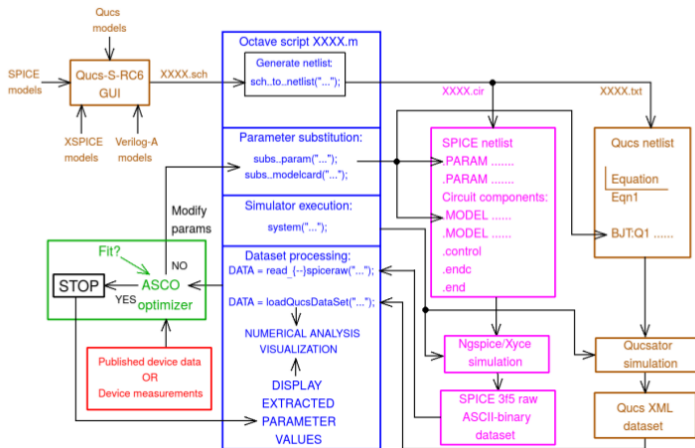 Qucs
models
SPICE
models
Qucs-S-RC6
GUI
XXXX.sch
XSPICE
models
Verilog-A
models
Octave script XXXX.m
Generate netlist:
sch..to..netlist("...");
Parameter substitution:
subs..param("...");
subs..modelcard("...");
Simulator execution:
system("...");
Dataset processing:
DATA = read_{--}spiceraw("...");
DATA = loadQucsDataSet("...");
NUMERICAL ANALYSIS
VISUALIZATION
DISPLAY
EXTRACTED
PARAMETER
VALUES
Modify
params
Fit?
NO
STOP
YES
ASCO
optimizer
Published device data
OR
Device measurements
XXXX.cir
SPICE netlist
.PARAM .......
.PARAM .......
Circuit components:
.MODEL ......
.MODEL ......
.control
.endc
.end
Ngspice/Xyce
simulation
SPICE 3f5 raw
ASCII-binary
dataset
XXXX.txt
Qucs netlist
Equation
Eqn1
BJT:Q1 ......
Qucsator
simulation
Qucs XML
dataset